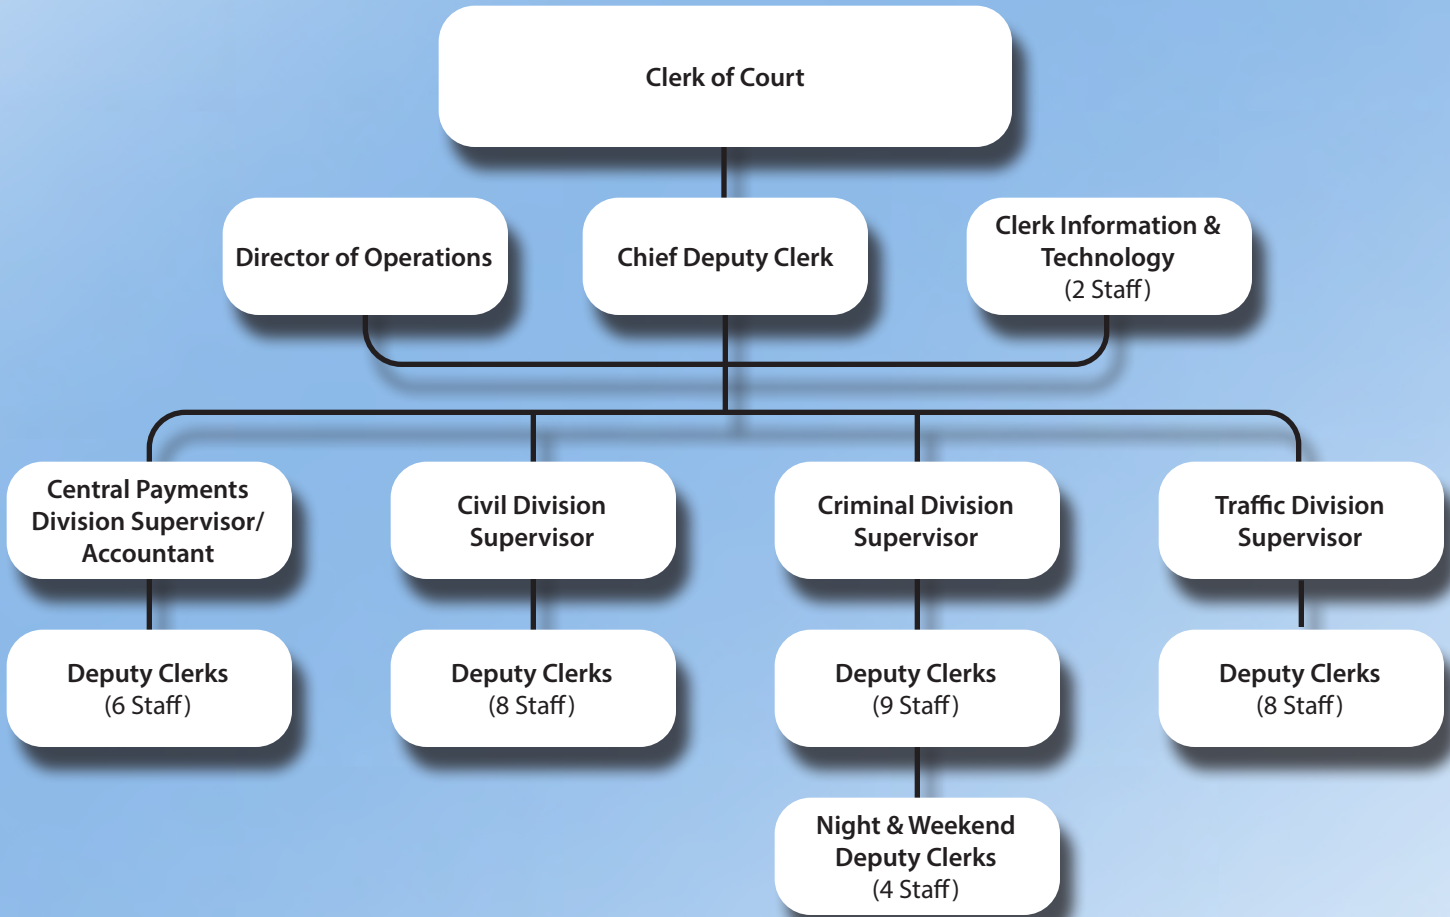 Clerk of Court
Director of Operations
Chief Deputy Clerk
Clerk Information &
Technology
(2 Staff)
Central Payments
Division Supervisor/
Accountant
Civil Division
Supervisor
Criminal Division
Supervisor
Traffic Division
Supervisor
Deputy Clerks
(6 Staff)
Deputy Clerks
(8 Staff)
Deputy Clerks
(9 Staff)
Deputy Clerks
(8 Staff)
Night & Weekend
Deputy Clerks
(4 Staff)